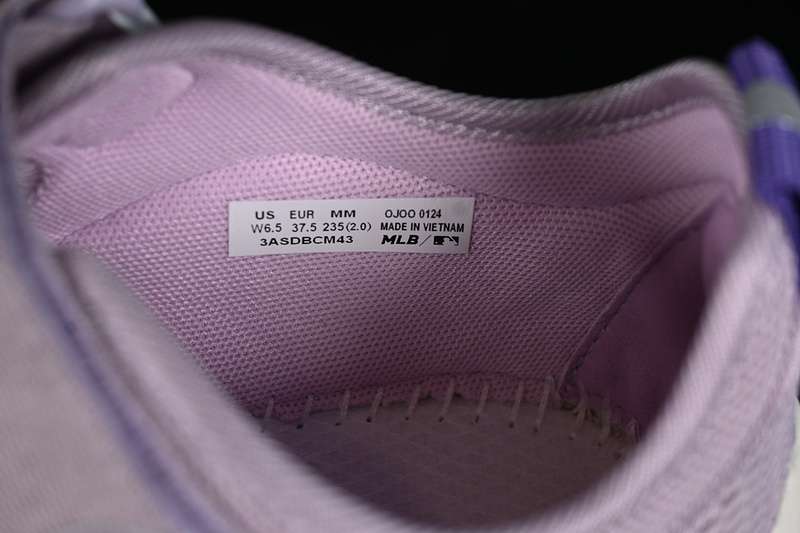 US EUR MM OJOO 0124
W6.5 37.5 235(2.0) MADE IN VIETNAM
3ASDBCM43 MLB/